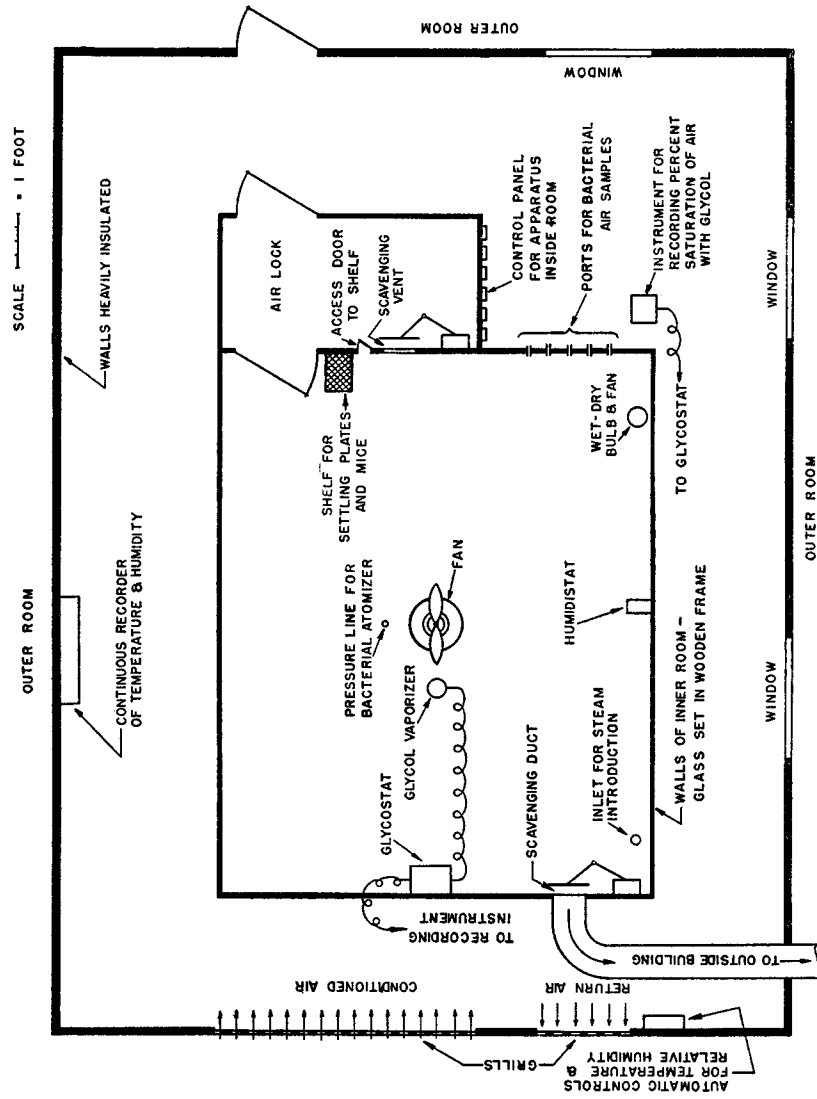 OUTER ROOM
SCALE = 1 FOOT
CONTINUOUS RECORDER
OF TEMPERATURE & HUMIDITY
WALLS HEAVILY INSULATED
OUTER ROOM
AIR LOCK
ACCESS DOOR
TO SHELF
SCAVENGING
VENT
SHELF FOR
SETTLING PLATES
AND MICE
PRESSURE LINE FOR
BACTERIAL ATOMIZER
FAN
GLYCOL VAPORIZER
GLYCOSTAT
TO RECORDING
INSTRUMENT
CONTROL PANEL
FOR APPARATUS
INSIDE ROOM
PORTS FOR BACTERIAL
AIR SAMPLES
INSTRUMENT FOR
RECORDING PERCENT
SATURATION OF AIR
WITH GLYCOL
WINDOW
WET-DRY
BULB & FAN
TO GLYCOSTAT
HUMIDISTAT
SCAVENGING DUCT
INLET FOR STEAM
INTRODUCTION
WALLS OF INNER ROOM –
GLASS SET IN WOODEN FRAME
CONDITIONED AIR
RETURN AIR
GRILLS
TO OUTSIDE BUILDING
AUTOMATIC CONTROLS
FOR TEMPERATURE &
RELATIVE HUMIDITY
WINDOW
WINDOW
OUTER ROOM